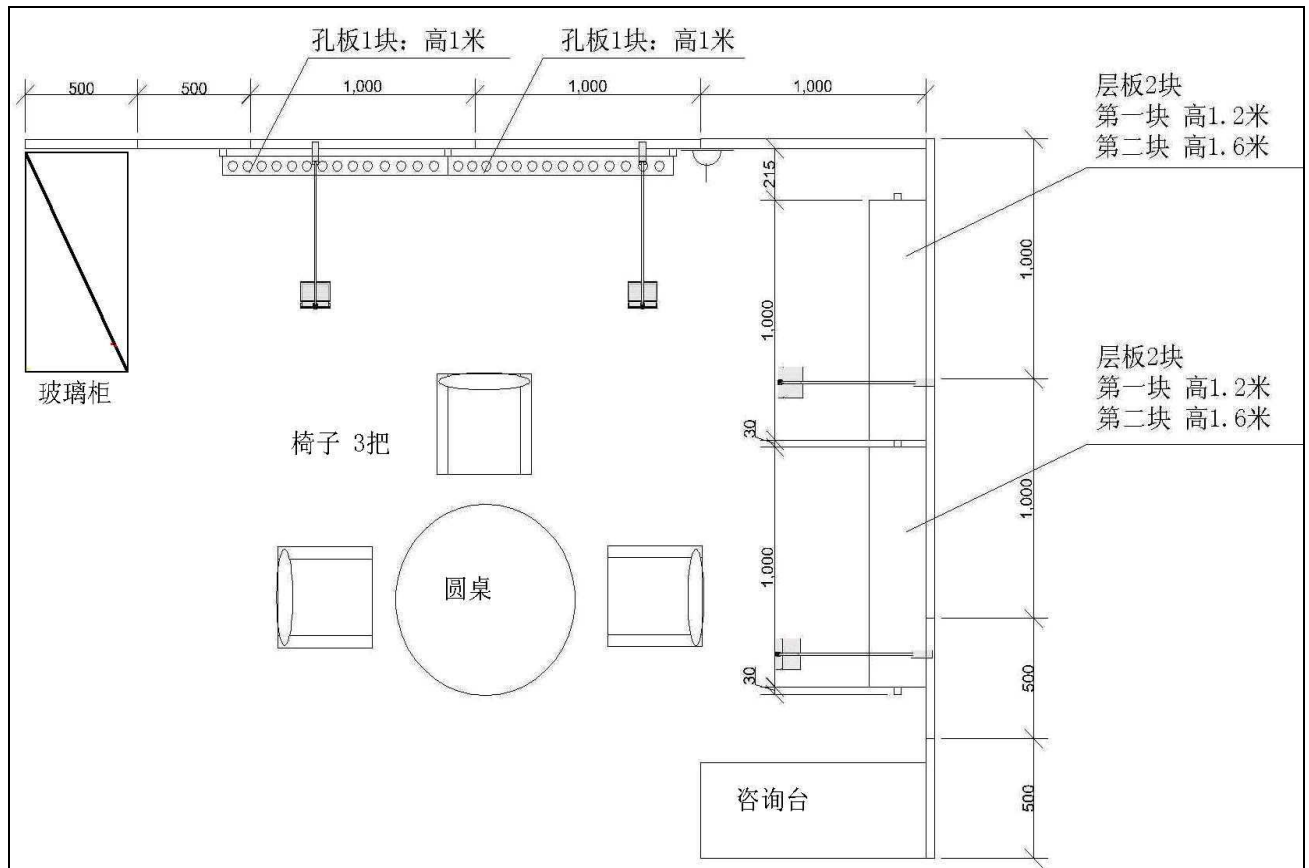 孔板1块：高1米
孔板1块：高1米
500
500
1,000
1,000
1,000
层板2块
第一块 高1.2米
第二块 高1.6米
215
1,000
1,000
层板2块
第一块 高1.2米
第二块 高1.6米
玻璃柜
椅子 3把
30
1,000
1,000
圆桌
30
500
咨询台
500